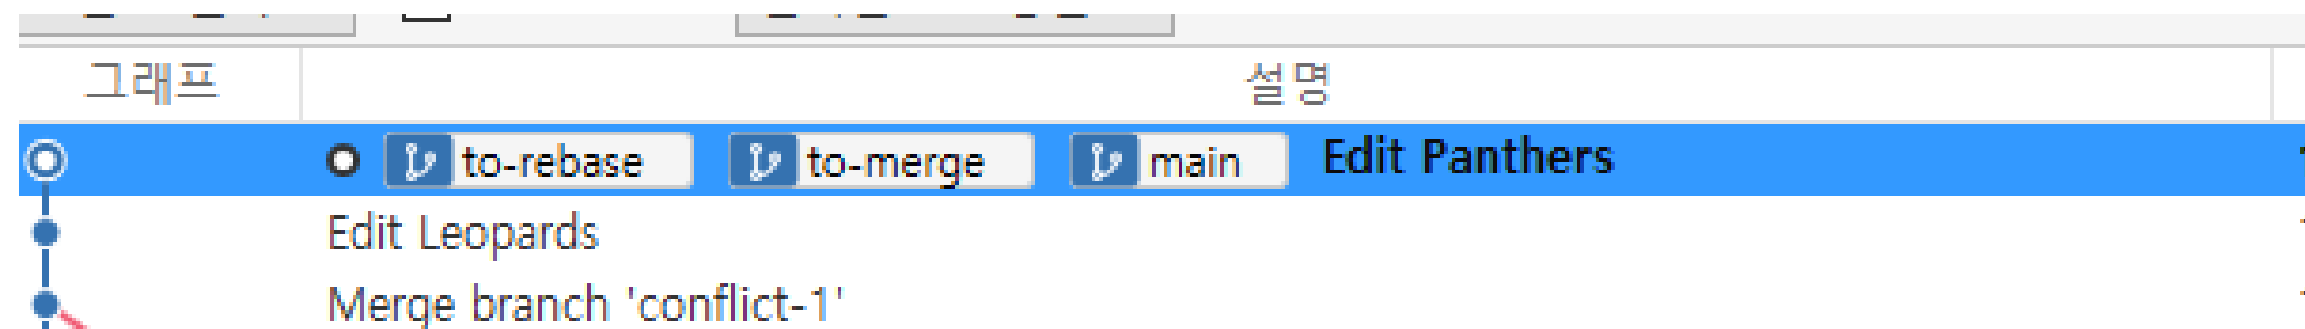 그래프 설명
to-rebase to-merge main Edit Panthers
Edit Leopards
Merge branch 'conflict-1'